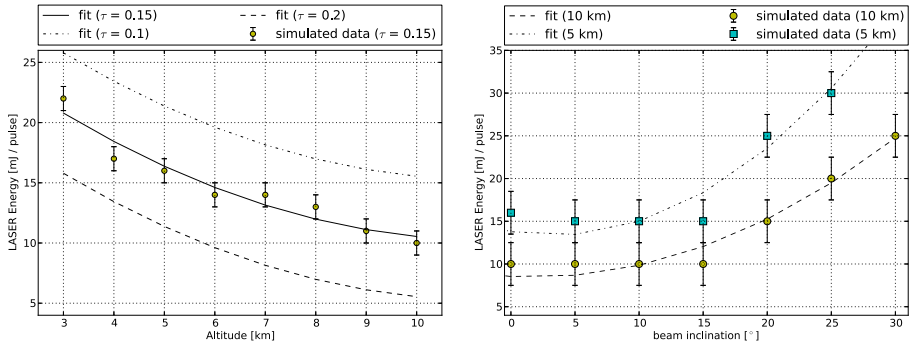 fit (τ = 0.15)
fit (τ = 0.2)
fit (τ = 0.1)
simulated data (τ = 0.15)
25
20
15
10
5
LASER Energy [mJ / pulse]
3 4 5 6 7 8 9 10
Altitude [km]
fit (10 km)
simulated data (10 km)
fit (5 km)
simulated data (5 km)
35
30
25
20
15
10
5
LASER Energy [mJ / pulse]
0 5 10 15 20 25 30
beam inclination [°]